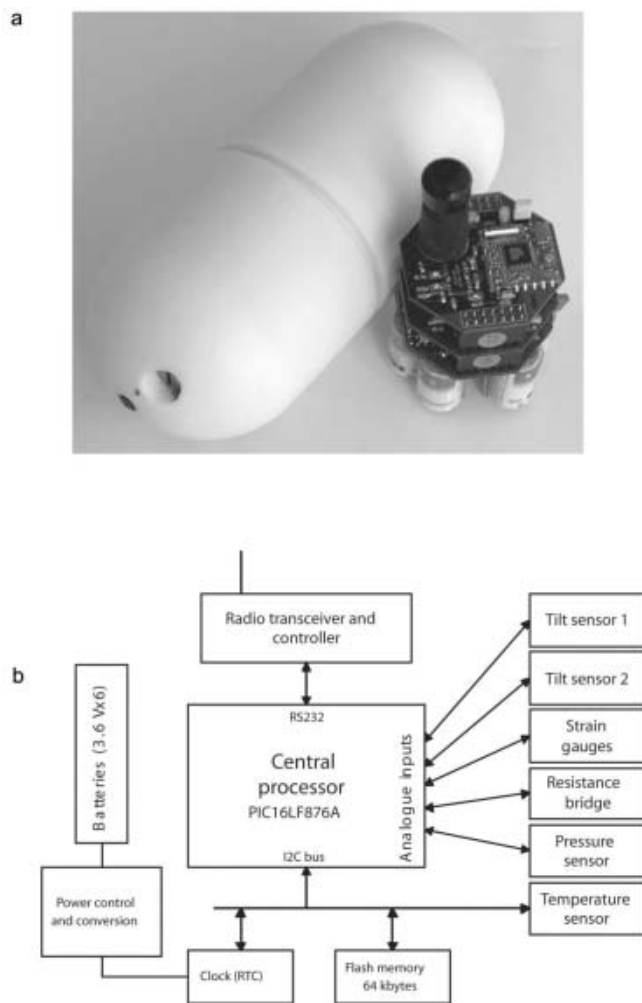 a
b
Radio transceiver and
controller
Batteries (3.6 Vx6)
RS232
Central
processor
PIC16LF876A
I2C bus
Analogue inputs
Tilt sensor 1
Tilt sensor 2
Strain
gauges
Resistance
bridge
Pressure
sensor
Temperature
sensor
Power control
and conversion
Clock (RTC)
Flash memory
64 kbytes